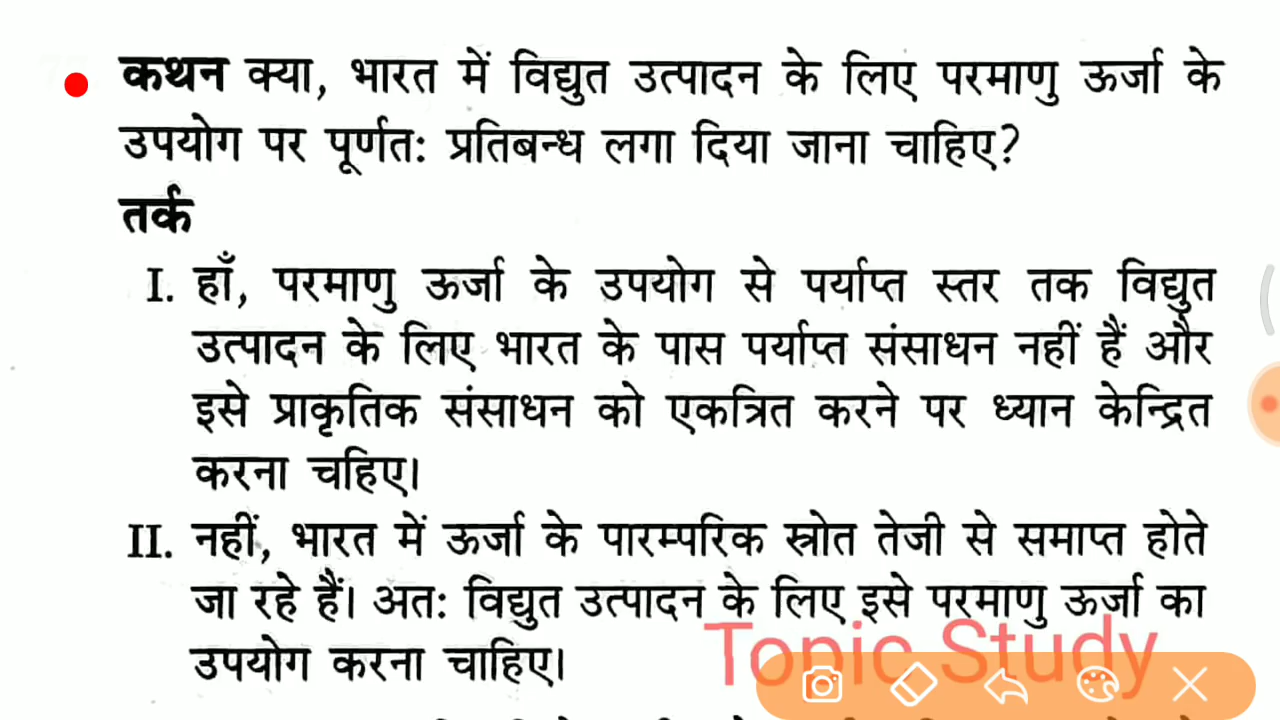 कथन क्या, भारत में विद्युत उत्पादन के लिए परमाणु ऊर्जा के
उपयोग पर पूर्णत: प्रतिबन्ध लगा दिया जाना चाहिए?
तर्क
I. हाँ, परमाणु ऊर्जा के उपयोग से पर्याप्त स्तर तक विद्युत
उत्पादन के लिए भारत के पास पर्याप्त संसाधन नहीं हैं और
इसे प्राकृतिक संसाधन को एकत्रित करने पर ध्यान केन्द्रित
करना चहिए।
II. नहीं, भारत में ऊर्जा के पारम्परिक स्रोत तेजी से समाप्त होते
जा रहे हैं। अत: विद्युत उत्पादन के लिए इसे परमाणु ऊर्जा का
उपयोग करना चाहिए।
Topic Study